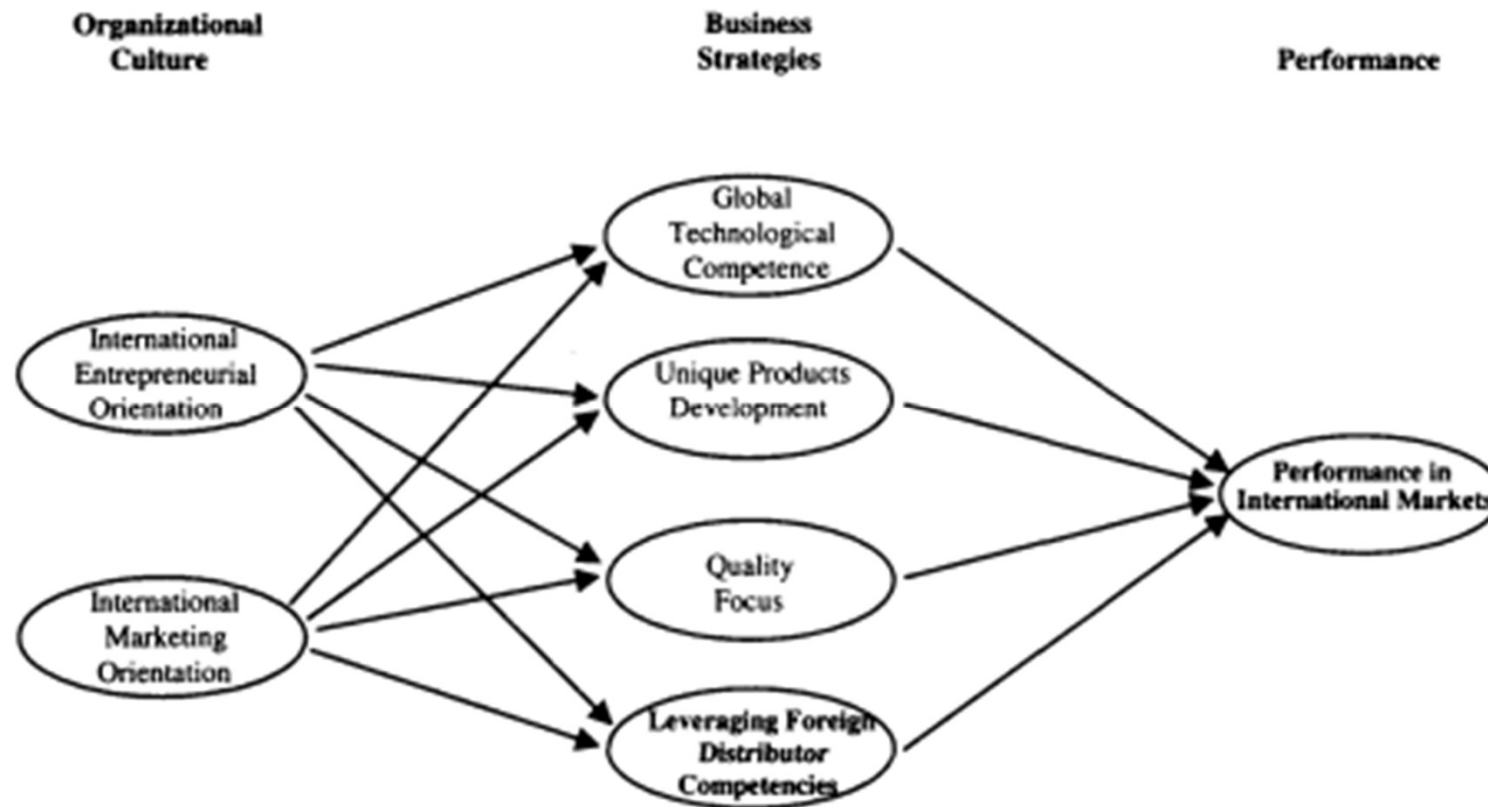 Organizational
Culture
Business
Strategies
Performance
Global
Technological
Competence
International
Entrepreneurial
Orientation
Unique Products
Development
Performance in
International Markets
Quality
Focus
International
Marketing
Orientation
Leveraging Foreign
Distributor
Competencies